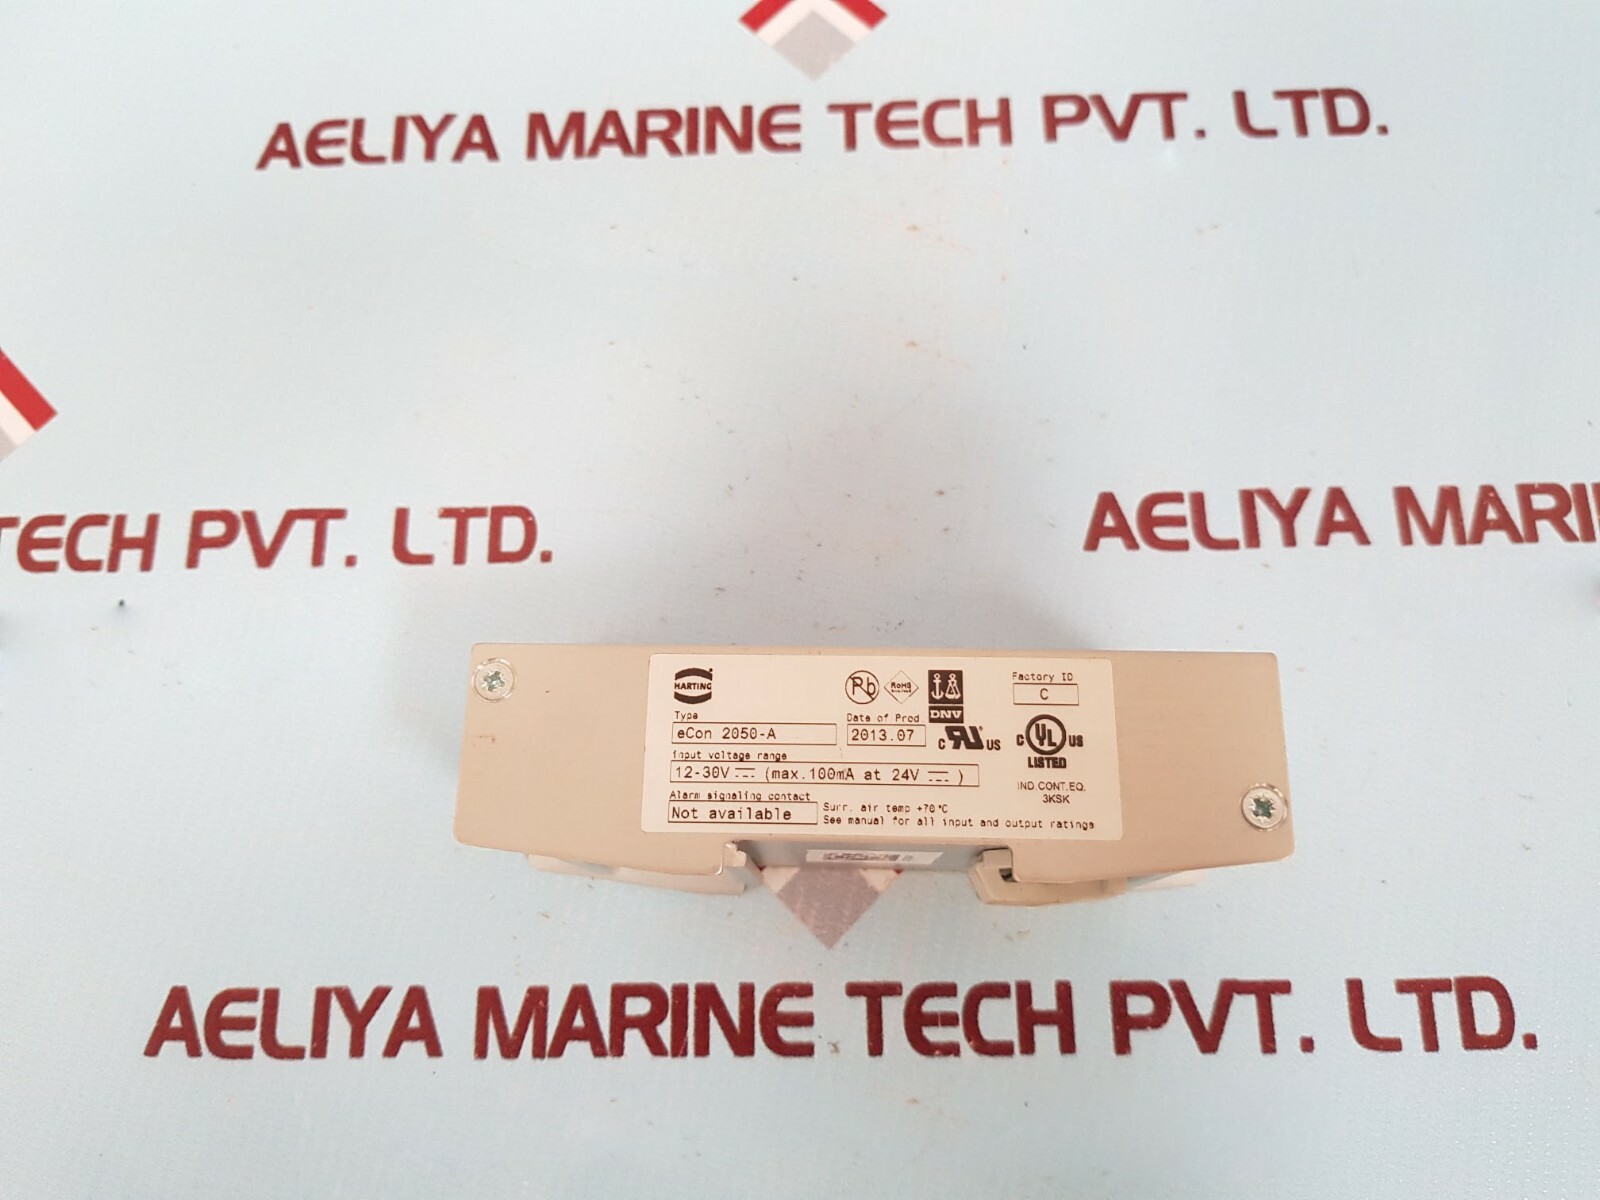 AELIYA MARINE TECH PVT. LTD.
TECH PVT. LTD.
AELIYA MARI
HARTING
Pb
RoHS
DNV
Factory ID
C
Type
eCon 2050-A
Date of Prod.
2013.07
C US
C UL US
LISTED
IND.CONT.EQ.
3KSK
Input voltage range
12-30V (max.100mA at 24V )
Alarm signaling contact
Not available
Surr. air temp +70°C
See manual for all input and output ratings
AELIYA MARINE TECH PVT. LTD.